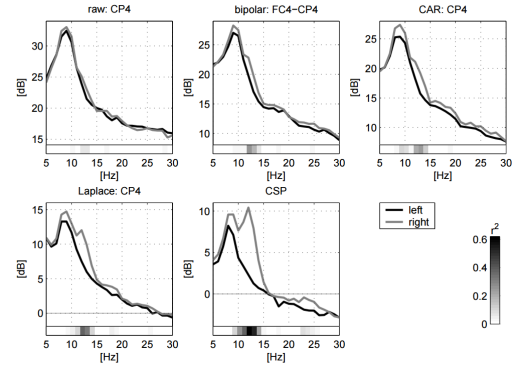 raw: CP4
bipolar: FC4−CP4
CAR: CP4
[dB]
30
25
20
15
5 10 15 20 25 30
[Hz]
[dB]
25
20
15
10
5 10 15 20 25 30
[Hz]
[dB]
25
20
15
10
5 10 15 20 25 30
[Hz]
Laplace: CP4
CSP
[dB]
15
10
5
0
5 10 15 20 25 30
[Hz]
[dB]
10
5
0
5 10 15 20 25 30
[Hz]
left
right
r²
0.6
0.4
0.2
0